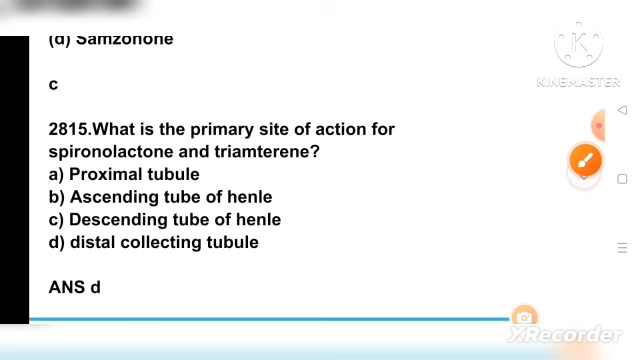 (d) Samzonone
K
KINEMASTER
c
2815.What is the primary site of action for
spironolactone and triamterene?
a) Proximal tubule
b) Ascending tube of henle
c) Descending tube of henle
d) distal collecting tubule
ANS d
XRecorder